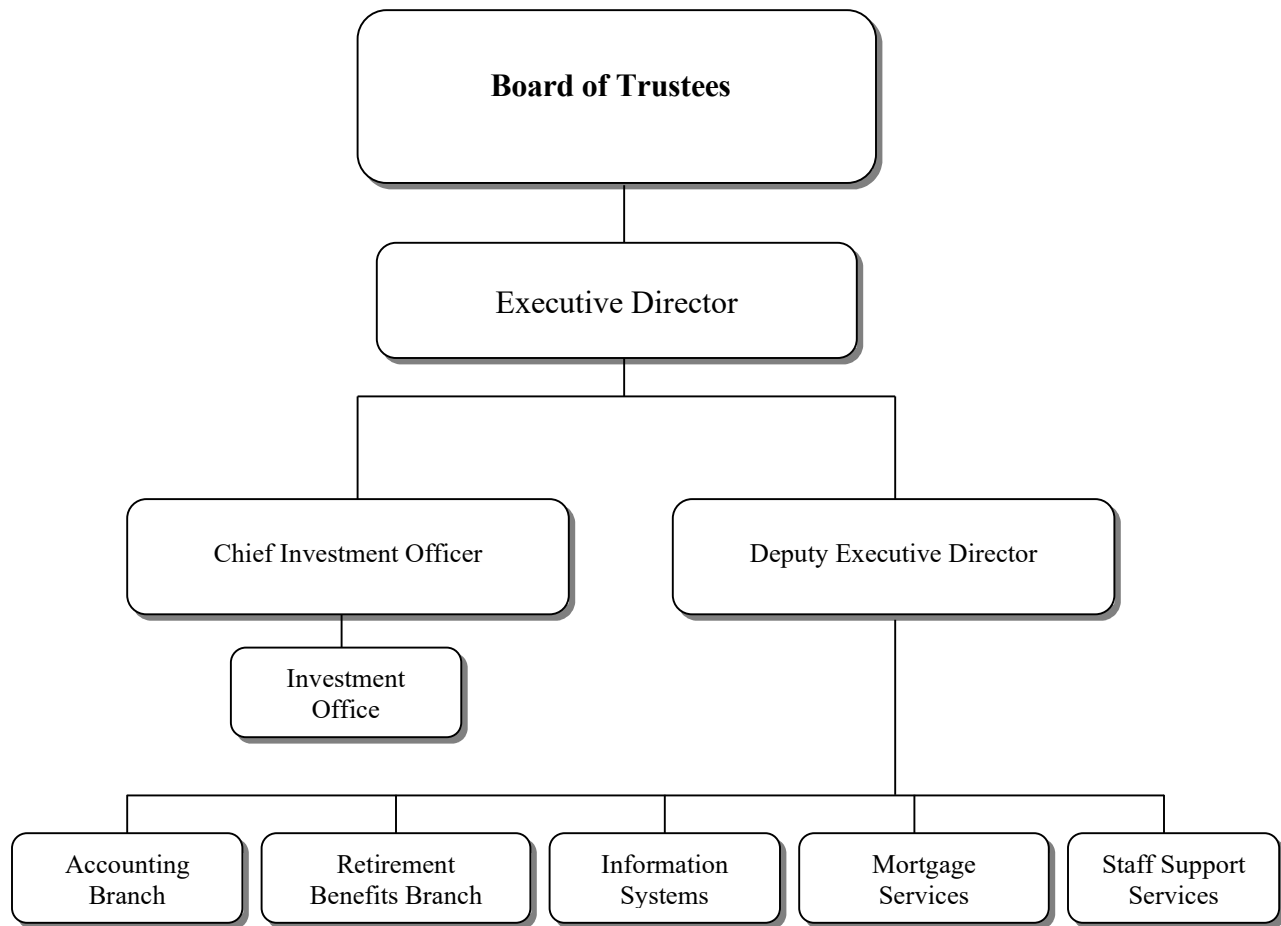 Board of Trustees
Executive Director
Chief Investment Officer
Deputy Executive Director
Investment
Office
Accounting
Branch
Retirement
Benefits Branch
Information
Systems
Mortgage
Services
Staff Support
Services